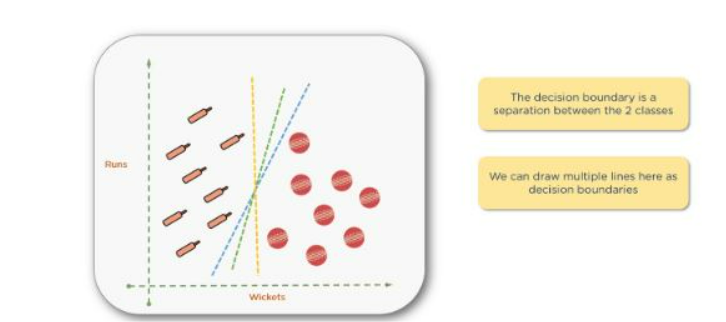 The decision boundary is a
separation between the 2 classes
Runs
We can draw multiple lines here as
decision boundaries
Wickets